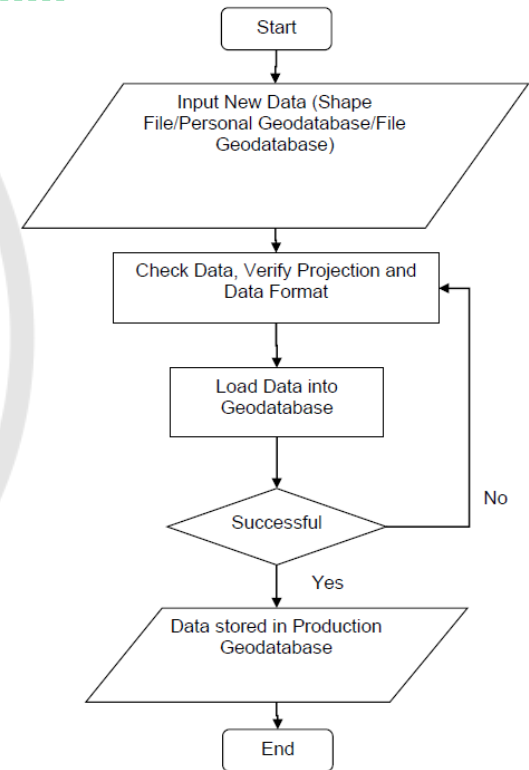 Start
Input New Data (Shape
File/Personal Geodatabase/File
Geodatabase)
Check Data, Verify Projection and
Data Format
Load Data into
Geodatabase
Successful
No
Yes
Data stored in Production
Geodatabase
End